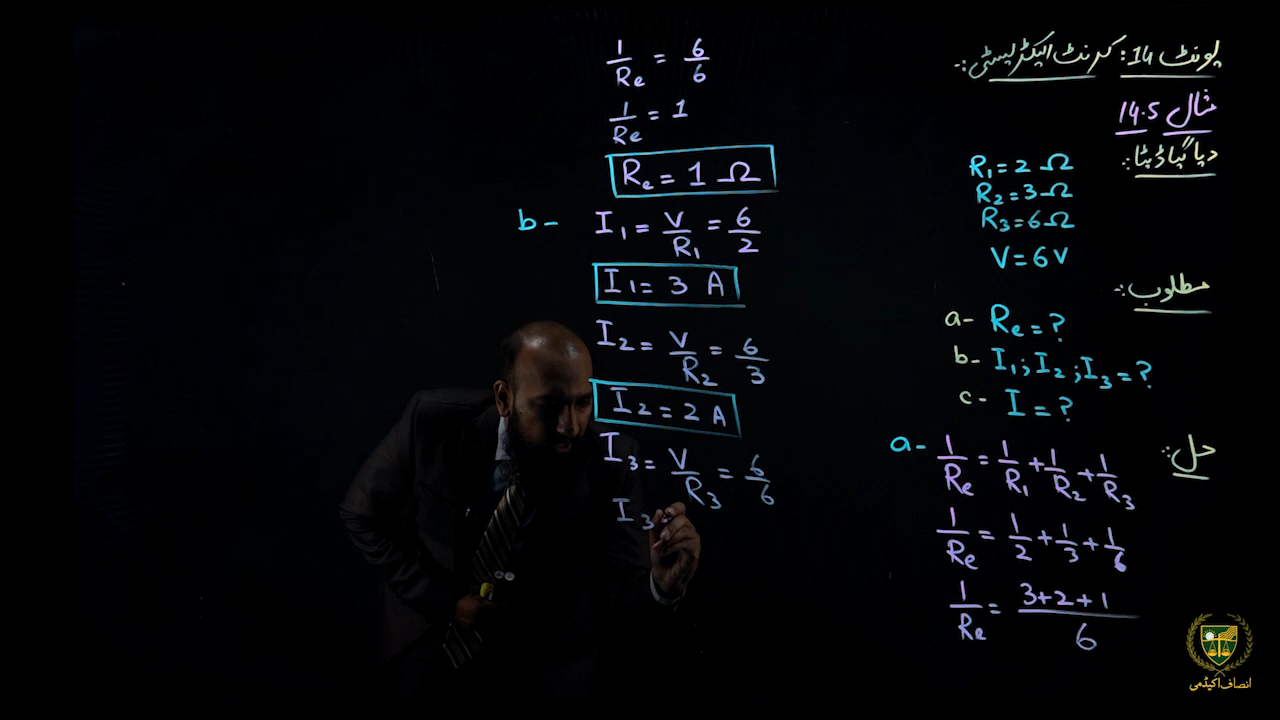 یونٹ 14: کرنٹ الیکٹریسٹی :-
مثال 14.5
دیا گیا ڈیٹا :-
R₁ = 2 Ω
R₂ = 3 Ω
R₃ = 6 Ω
V = 6 V
مطلوب :-
a- Re = ?
b- I₁ ; I₂ ; I₃ = ?
c- I = ?
حل :-
a- 1/Re = 1/R₁ + 1/R₂ + 1/R₃
1/Re = 1/2 + 1/3 + 1/6
1/Re = (3+2+1)/6
1/Re = 6/6
1/Re = 1
Re = 1 Ω
b- I₁ = V/R₁ = 6/2
I₁ = 3 A
I₂ = V/R₂ = 6/3
I₂ = 2 A
I₃ = V/R₃ = 6/6
I₃ =
انصاف اکیڈمی